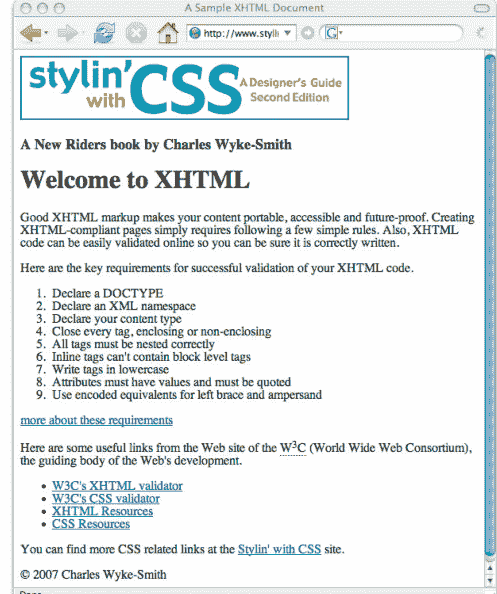 A Sample XHTML Document
http://www.styli
G
stylin' with CSS A Designer's Guide Second Edition
A New Riders book by Charles Wyke-Smith
Welcome to XHTML
Good XHTML markup makes your content portable, accessible and future-proof. Creating
XHTML-compliant pages simply requires following a few simple rules. Also, XHTML
code can be easily validated online so you can be sure it is correctly written.
Here are the key requirements for successful validation of your XHTML code.
1. Declare a DOCTYPE
2. Declare an XML namespace
3. Declare your content type
4. Close every tag, enclosing or non-enclosing
5. All tags must be nested correctly
6. Inline tags can't contain block level tags
7. Write tags in lowercase
8. Attributes must have values and must be quoted
9. Use encoded equivalents for left brace and ampersand
more about these requirements
Here are some useful links from the Web site of the W3C (World Wide Web Consortium),
the guiding body of the Web's development.
• W3C's XHTML validator
• W3C's CSS validator
• XHTML Resources
• CSS Resources
You can find more CSS related links at the Stylin' with CSS site.
© 2007 Charles Wyke-Smith